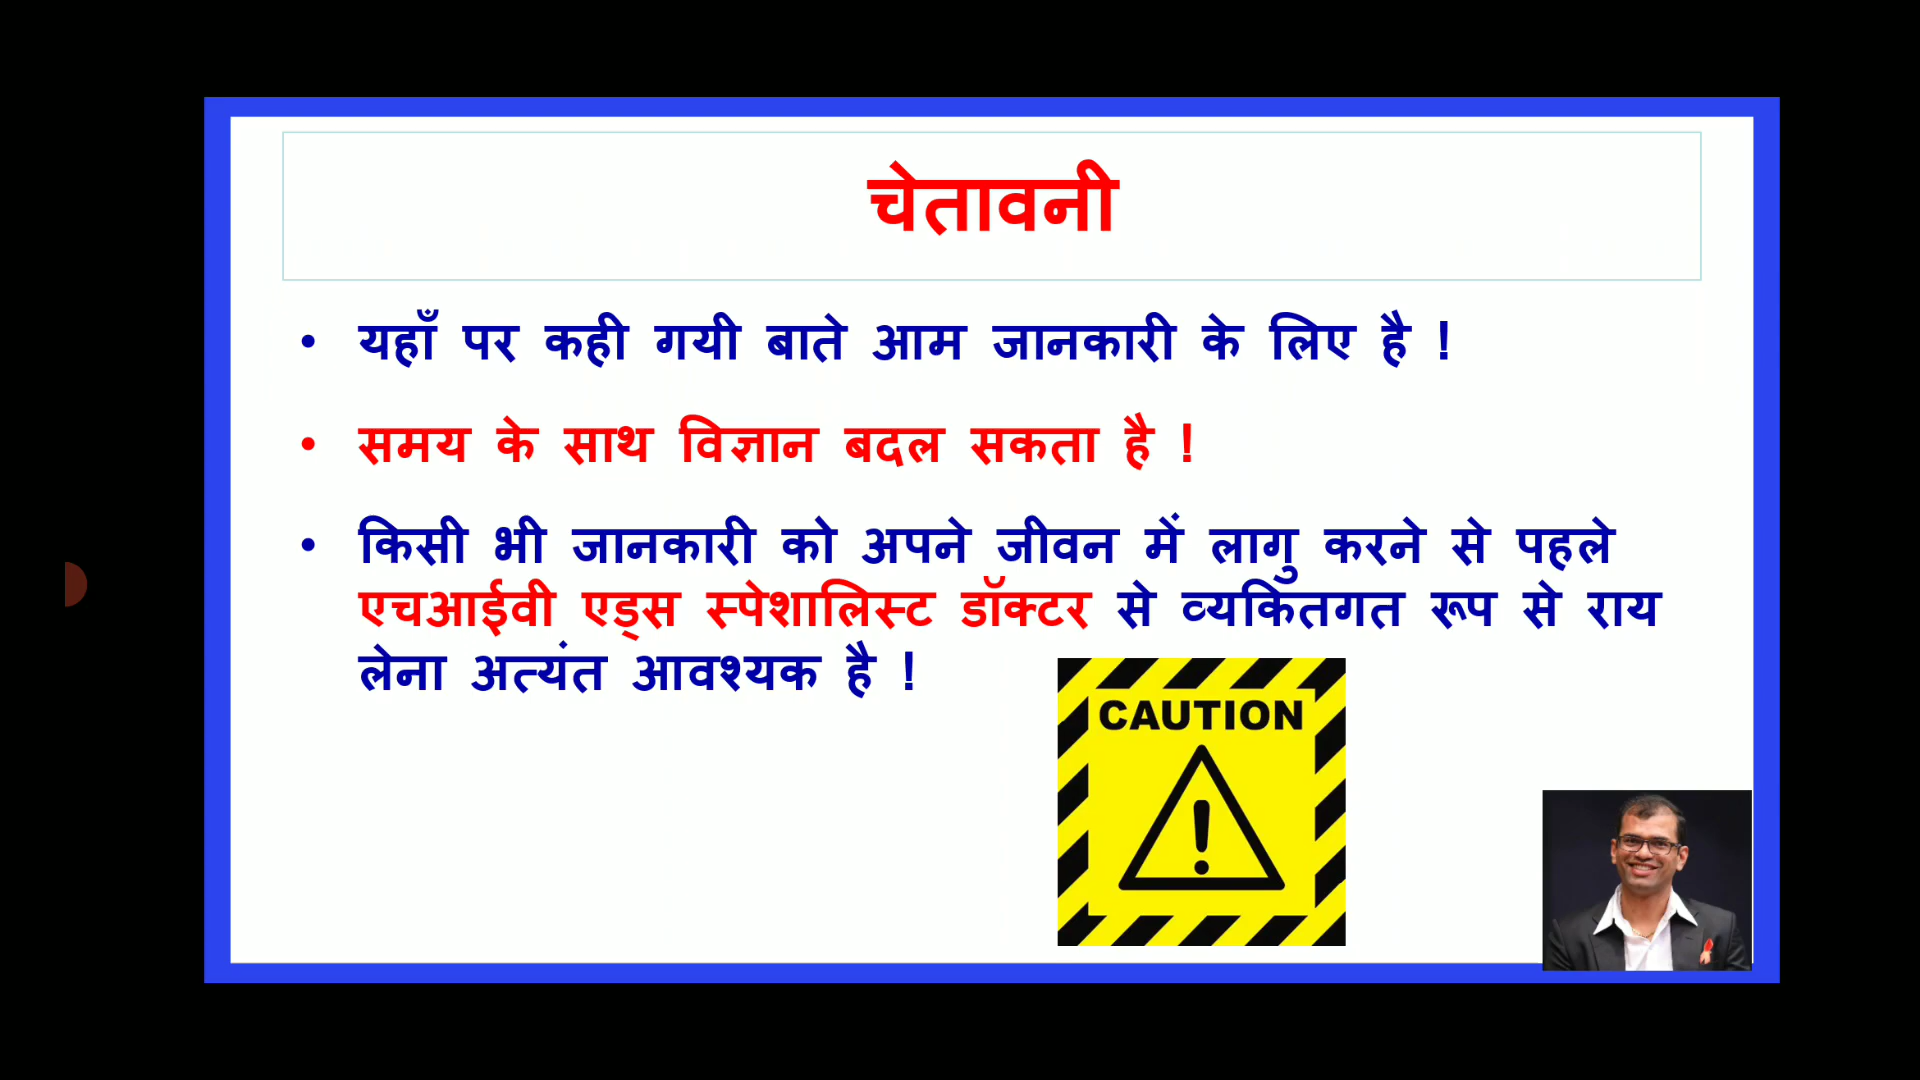 चेतावनी
• यहाँ पर कही गयी बाते आम जानकारी के लिए है !
• समय के साथ विज्ञान बदल सकता है !
• किसी भी जानकारी को अपने जीवन में लागु करने से पहले
एचआईवी एड्स स्पेशालिस्ट डॉक्टर से व्यकितगत रूप से राय
लेना अत्यंत आवश्यक है !
CAUTION
!